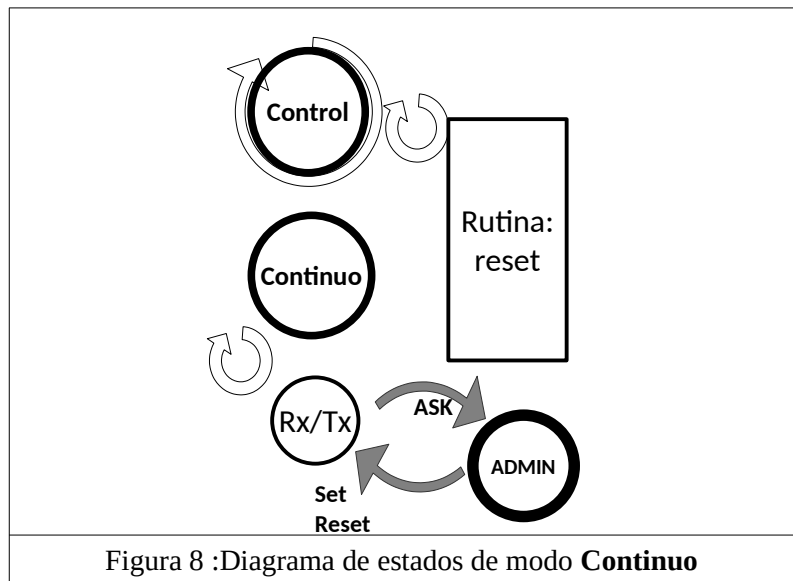 Control
Rutina:
reset
Continuo
Rx/Tx
ASK
ADMIN
Set
Reset
Figura 8 :Diagrama de estados de modo Continuo